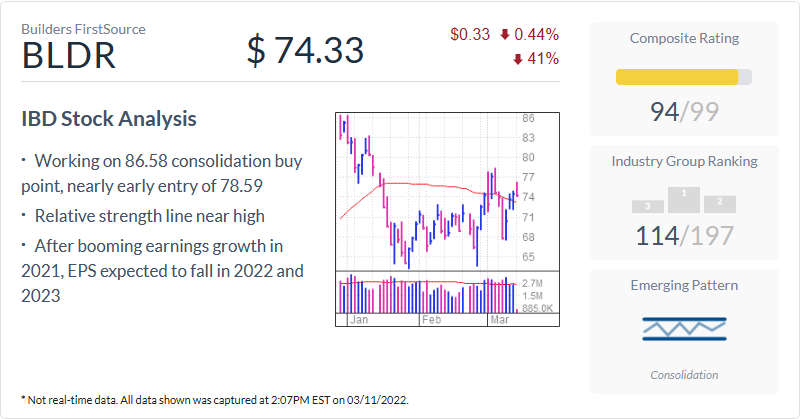 Builders FirstSource
BLDR
$ 74.33
$0.33 0.44%
41%
IBD Stock Analysis
· Working on 86.58 consolidation buy
point, nearly early entry of 78.59
· Relative strength line near high
· After booming earnings growth in
2021, EPS expected to fall in 2022 and
2023
86
83
80
77
74
71
68
65
2.7M
1.5M
885.0K
Jan Feb Mar
Composite Rating
94/99
Industry Group Ranking
3 1 2
114/197
Emerging Pattern
Consolidation
* Not real-time data. All data shown was captured at 2:07PM EST on 03/11/2022.